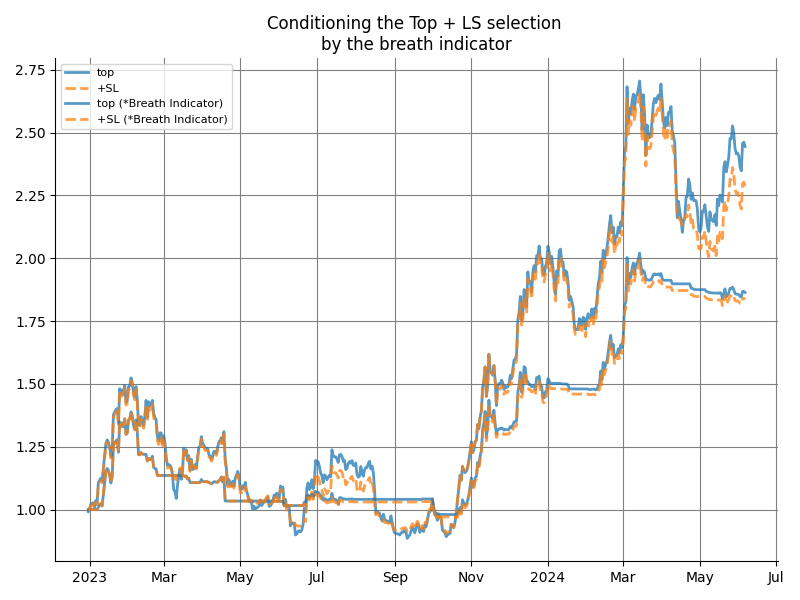 Conditioning the Top + LS selection
by the breath indicator
top
+SL
top (*Breath Indicator)
+SL (*Breath Indicator)
2.75
2.50
2.25
2.00
1.75
1.50
1.25
1.00
2023
Mar
May
Jul
Sep
Nov
2024
Mar
May
Jul